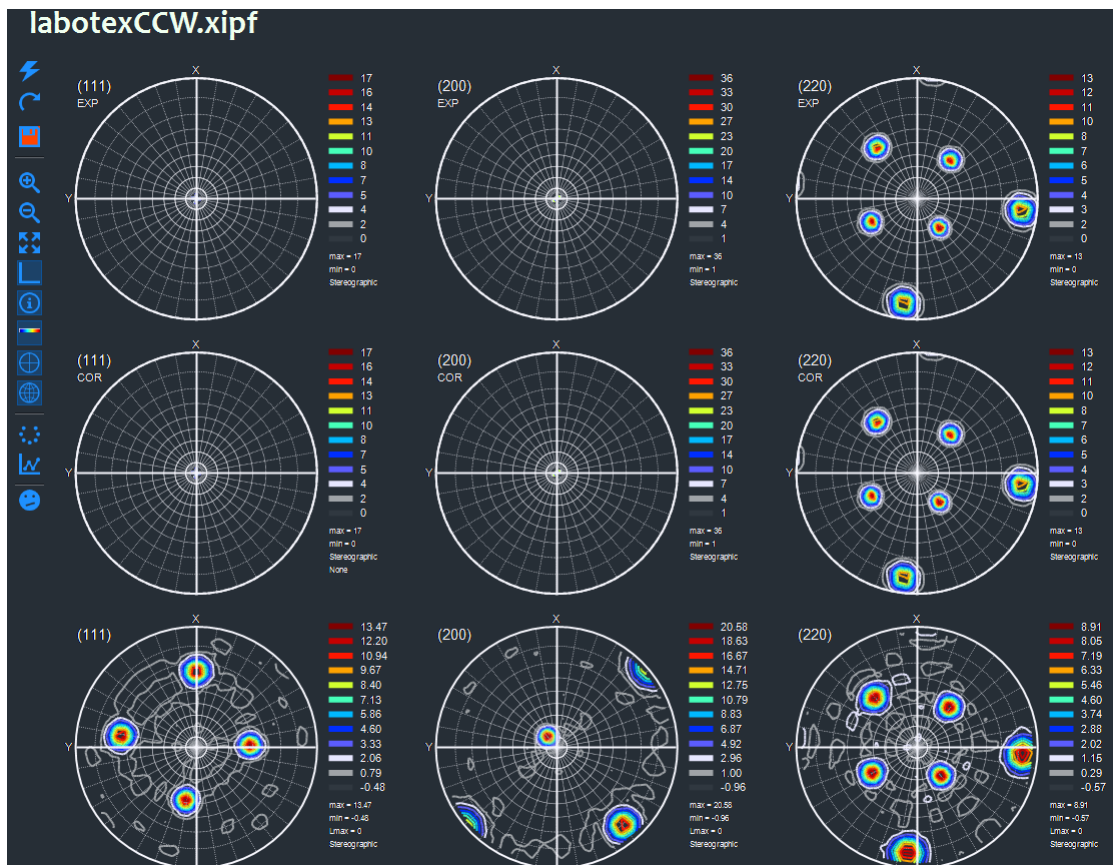 labotexCCW.xipf
X
(111)
EXP
Y
17
16
14
13
11
10
8
7
5
4
2
0
max = 17
min = 0
Stereographic
X
(200)
EXP
Y
36
33
30
27
23
20
17
14
10
7
4
1
max = 36
min = 1
Stereographic
X
(220)
EXP
Y
13
12
11
10
8
7
6
5
4
3
2
0
max = 13
min = 0
Stereographic
X
(111)
COR
Y
17
16
14
13
11
10
8
7
5
4
2
0
max = 17
min = 0
Stereographic
None
X
(200)
COR
Y
36
33
30
27
23
20
17
14
10
7
4
1
max = 36
min = 1
Stereographic
X
(220)
COR
Y
13
12
11
10
8
7
6
5
4
3
2
0
max = 13
min = 0
Stereographic
X
(111)
Y
13.47
12.20
10.94
9.67
8.40
7.13
5.86
4.60
3.33
2.06
0.79
-0.48
max = 13.47
min = -0.48
Lmax = 0
Stereographic
X
(200)
Y
20.58
18.63
16.67
14.71
12.75
10.79
8.83
6.87
4.92
2.96
1.00
-0.96
max = 20.58
min = -0.96
Lmax = 0
Stereographic
X
(220)
Y
8.91
8.05
7.19
6.33
5.46
4.60
3.74
2.88
2.02
1.15
0.29
-0.57
max = 8.91
min = -0.57
Lmax = 0
Stereographic